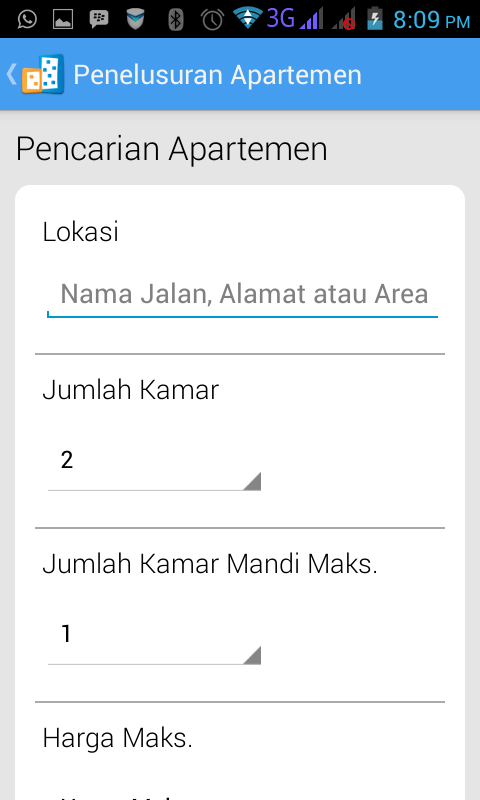 3G 8:09 PM
Penelusuran Apartemen
Pencarian Apartemen
Lokasi
Nama Jalan, Alamat atau Area
Jumlah Kamar
2
Jumlah Kamar Mandi Maks.
1
Harga Maks.